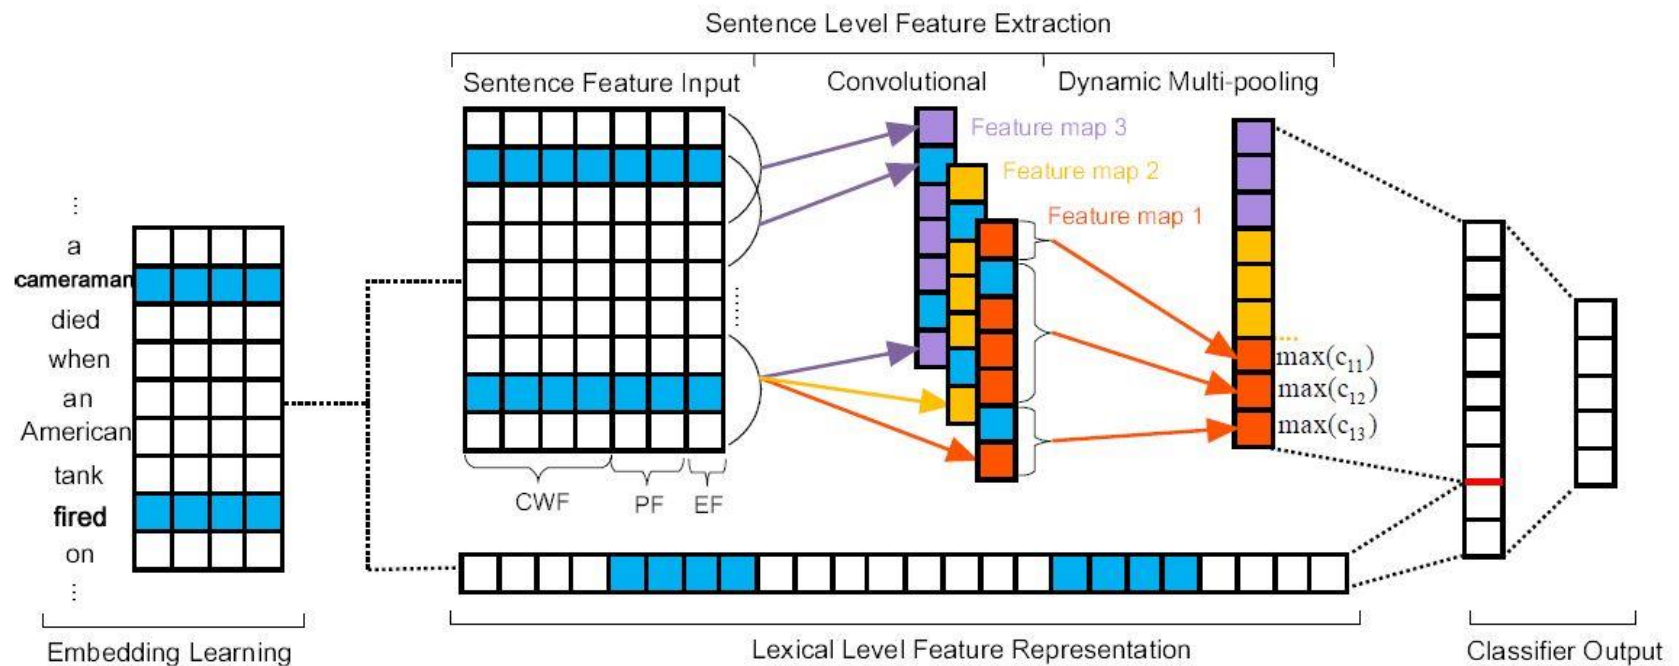 Sentence Level Feature Extraction
Sentence Feature Input
Convolutional
Dynamic Multi-pooling
Feature map 3
Feature map 2
Feature map 1
⋮
a
cameraman
died
when
an
American
tank
fired
on
⋮
max(c₁₁)
max(c₁₂)
max(c₁₃)
CWF
PF
EF
Embedding Learning
Lexical Level Feature Representation
Classifier Output